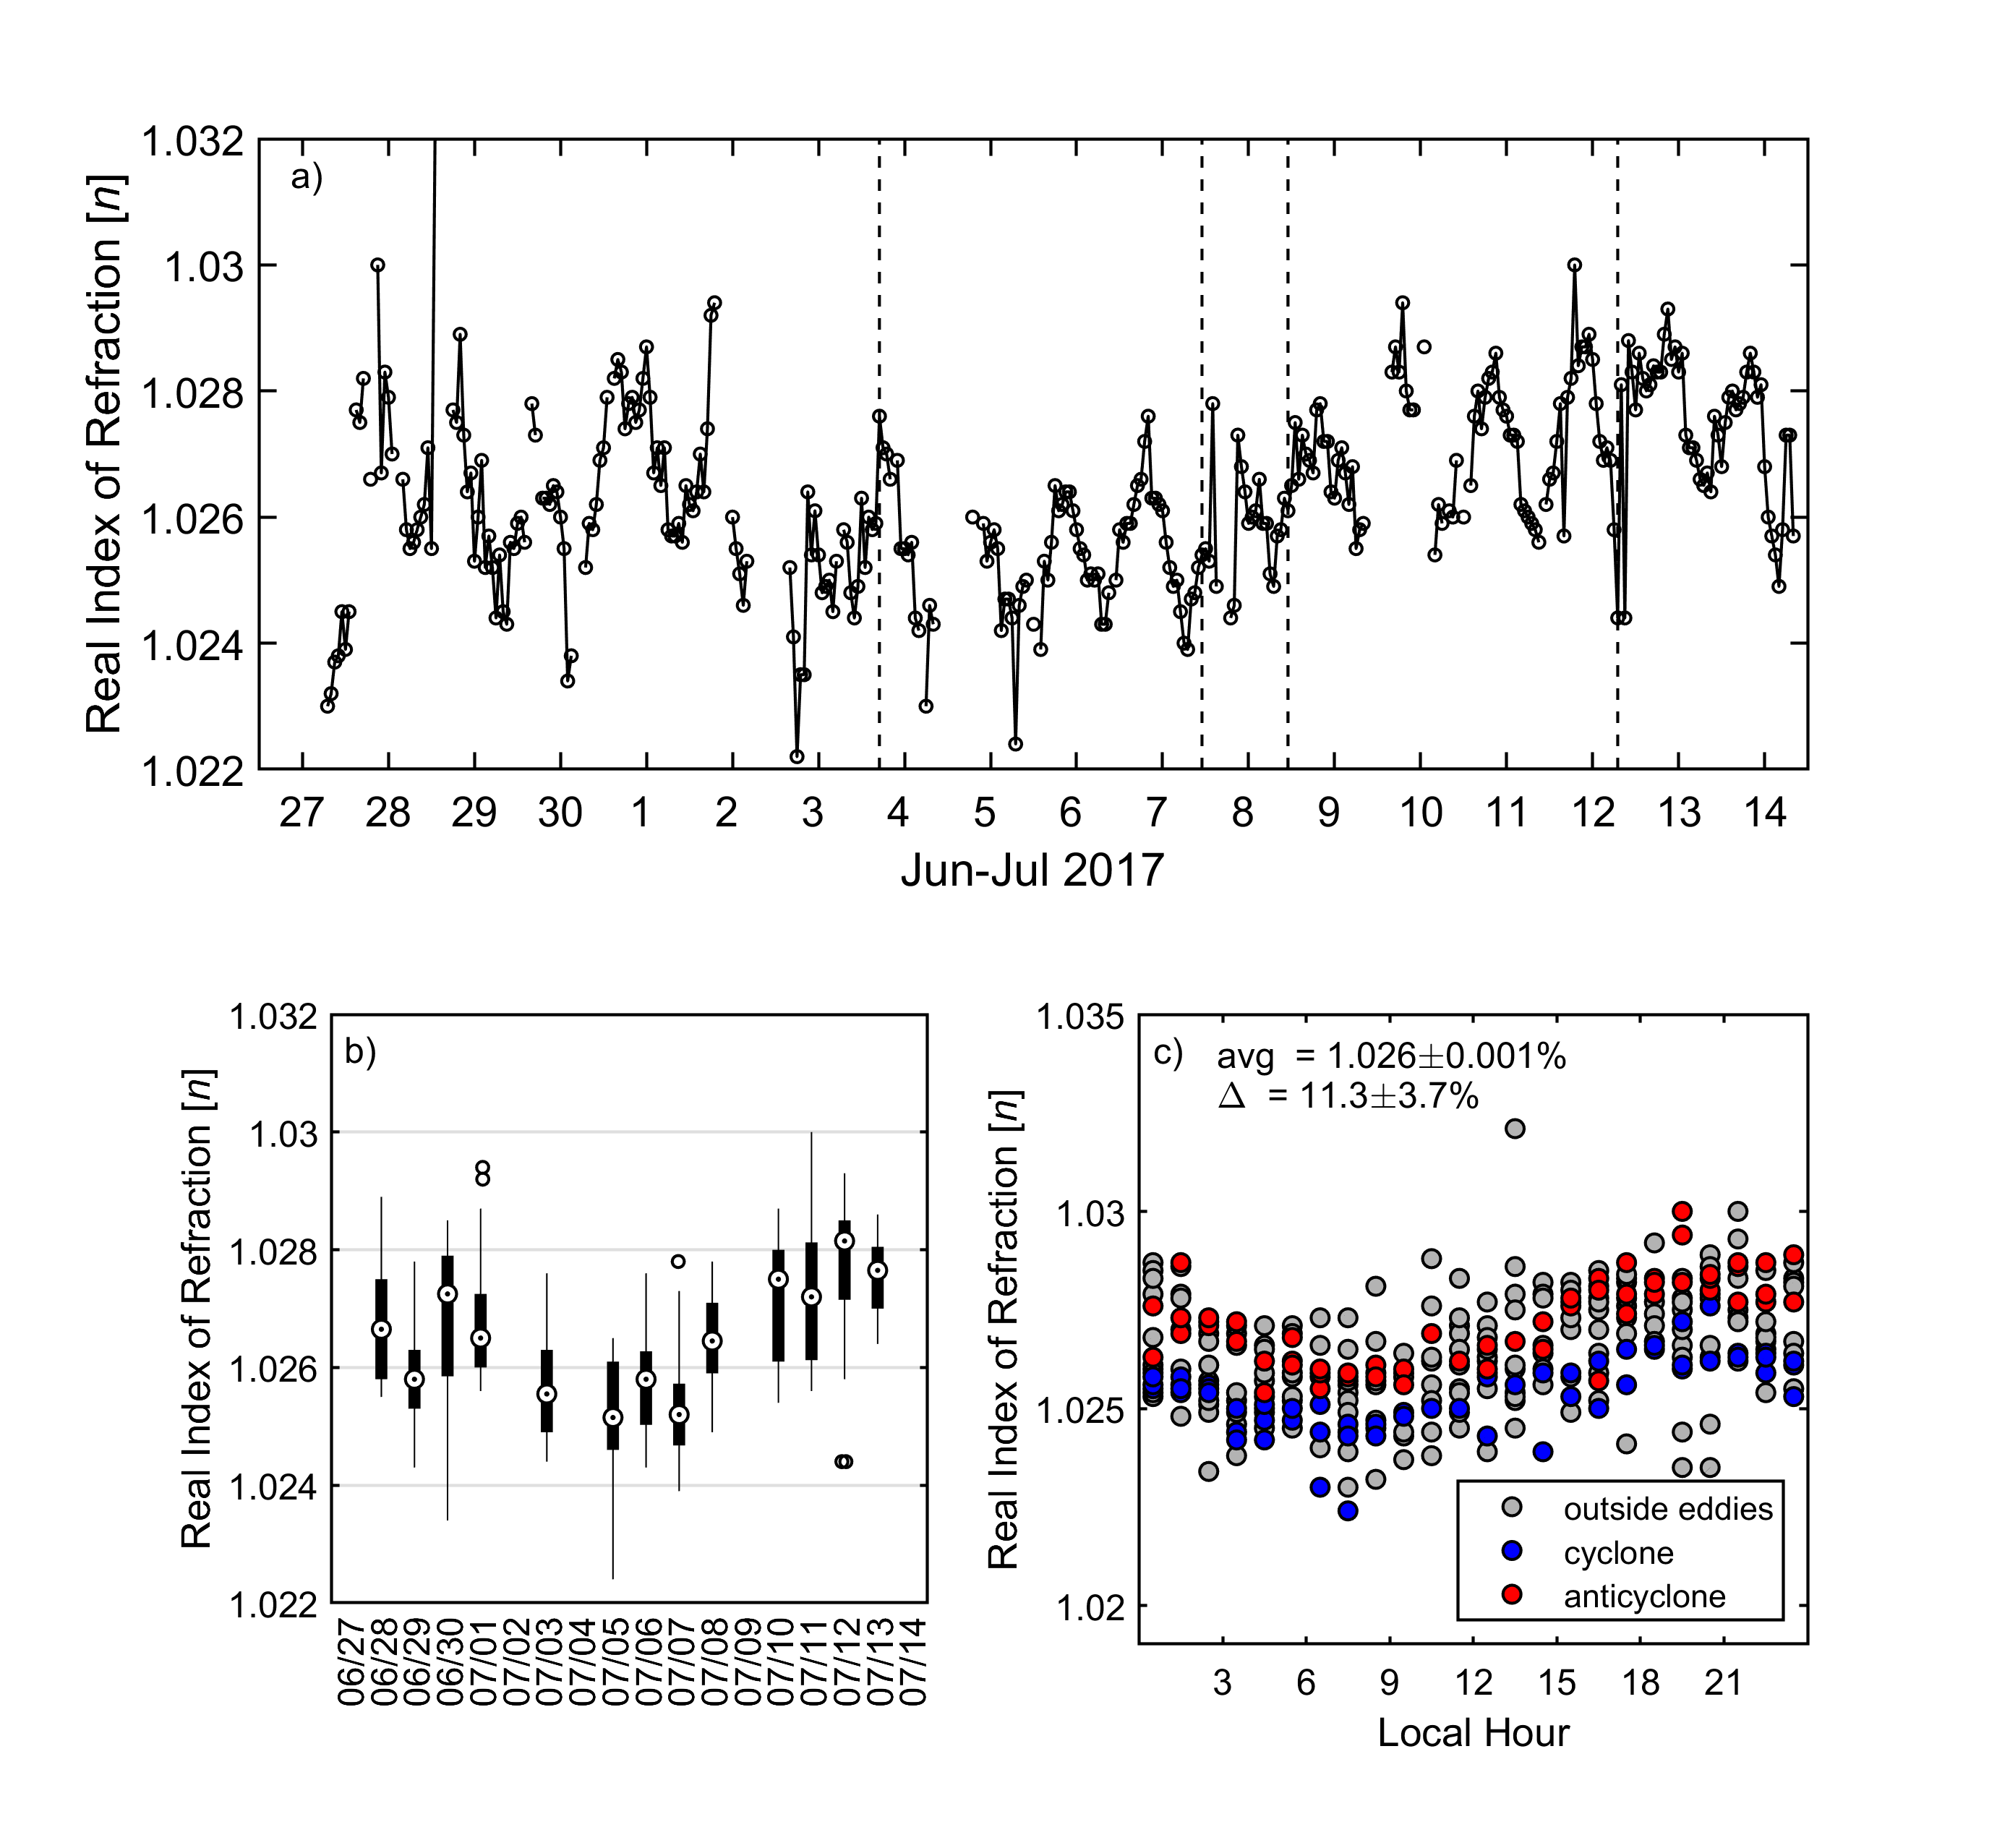 1.032
a)
1.03
1.028
1.026
1.024
1.022
Real Index of Refraction [n]
27 28 29 30 1 2 3 4 5 6 7 8 9 10 11 12 13 14
Jun-Jul 2017
1.032
b)
1.03
1.028
1.026
1.024
1.022
Real Index of Refraction [n]
06/27 06/28 06/29 06/30 07/01 07/02 07/03 07/04 07/05 07/06 07/07 07/08 07/09 07/10 07/11 07/12 07/13 07/14
1.035
c) avg = 1.026±0.001%
Δ = 11.3±3.7%
1.03
1.025
1.02
Real Index of Refraction [n]
outside eddies
cyclone
anticyclone
3 6 9 12 15 18 21
Local Hour